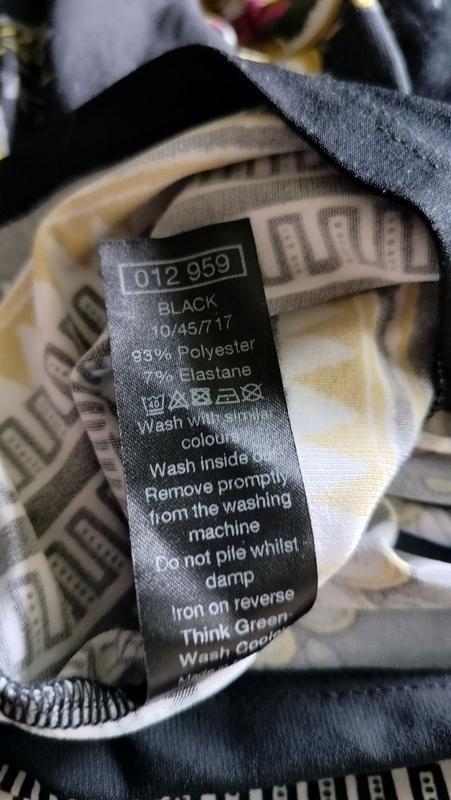 012 959
BLACK
10/45/717
93% Polyester
7% Elastane
Wash with similar
colours
Wash inside out
Remove promptly
from the washing
machine
Do not pile whilst
damp
Iron on reverse
Think Green
Wash Cooler
Made